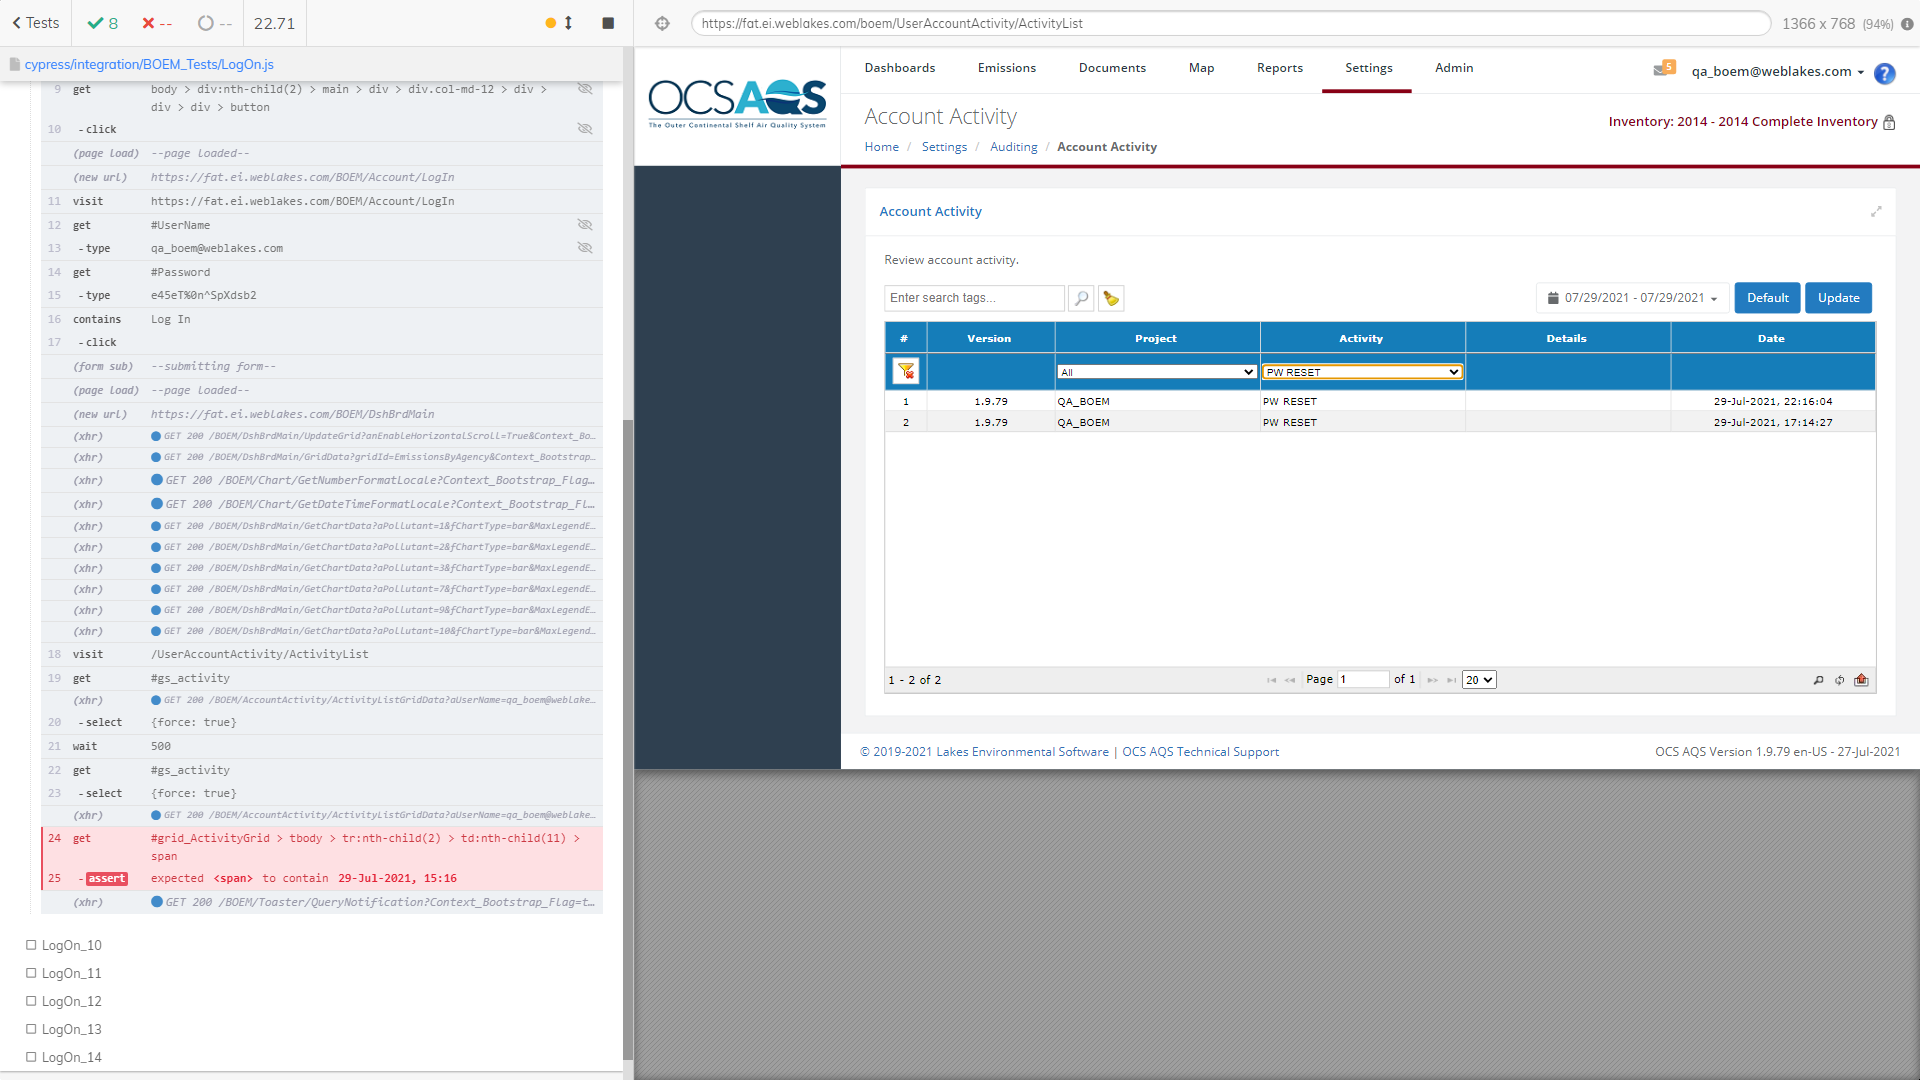 Tests
8
--
--
22.71
cypress/integration/BOEM_Tests/LogOn.js
9 get body > div:nth-child(2) > main > div > div.col-md-12 > div >
div > div > button
10 -click
(page load) --page loaded--
(new url) https://fat.ei.weblakes.com/BOEM/Account/LogIn
11 visit https://fat.ei.weblakes.com/BOEM/Account/LogIn
12 get #UserName
13 -type qa_boem@weblakes.com
14 get #Password
15 -type e45eT%0n^SpXdsb2
16 contains Log In
17 -click
(form sub) --submitting form--
(page load) --page loaded--
(new url) https://fat.ei.weblakes.com/BOEM/DshBrdMain
(xhr) GET 200 /BOEM/DshBrdMain/UpdateGrid?anEnableHorizontalScroll=True&Context_Bo...
(xhr) GET 200 /BOEM/DshBrdMain/GridData?gridId=EmissionsByAgency&Context_Bootstrap...
(xhr) GET 200 /BOEM/Chart/GetNumberFormatLocale?Context_Bootstrap_Flag...
(xhr) GET 200 /BOEM/Chart/GetDateTimeFormatLocale?Context_Bootstrap_Fl...
(xhr) GET 200 /BOEM/DshBrdMain/GetChartData?aPollutant=1&fChartType=bar&MaxLegendE...
(xhr) GET 200 /BOEM/DshBrdMain/GetChartData?aPollutant=2&fChartType=bar&MaxLegendE...
(xhr) GET 200 /BOEM/DshBrdMain/GetChartData?aPollutant=3&fChartType=bar&MaxLegendE...
(xhr) GET 200 /BOEM/DshBrdMain/GetChartData?aPollutant=7&fChartType=bar&MaxLegendE...
(xhr) GET 200 /BOEM/DshBrdMain/GetChartData?aPollutant=9&fChartType=bar&MaxLegendE...
(xhr) GET 200 /BOEM/DshBrdMain/GetChartData?aPollutant=10&fChartType=bar&MaxLegend...
18 visit /UserAccountActivity/ActivityList
19 get #gs_activity
(xhr) GET 200 /BOEM/AccountActivity/ActivityListGridData?aUserName=qa_boem@weblake...
20 -select {force: true}
21 wait 500
22 get #gs_activity
23 -select {force: true}
(xhr) GET 200 /BOEM/AccountActivity/ActivityListGridData?aUserName=qa_boem@weblake...
24 get #grid_ActivityGrid > tbody > tr:nth-child(2) > td:nth-child(11) >
span
25 -assert expected <span> to contain 29-Jul-2021, 15:16
(xhr) GET 200 /BOEM/Toaster/QueryNotification?Context_Bootstrap_Flag=t...
LogOn_10
LogOn_11
LogOn_12
LogOn_13
LogOn_14
https://fat.ei.weblakes.com/boem/UserAccountActivity/ActivityList
1366 x 768 (94%)
OCSAQS
The Outer Continental Shelf Air Quality System
Dashboards Emissions Documents Map Reports Settings Admin
5
qa_boem@weblakes.com
?
Account Activity
Inventory: 2014 - 2014 Complete Inventory
Home / Settings / Auditing / Account Activity
Account Activity
Review account activity.
Enter search tags...
07/29/2021 - 07/29/2021
Default
Update
# Version Project Activity Details Date
All
PW RESET
1 1.9.79 QA_BOEM PW RESET 29-Jul-2021, 22:16:04
2 1.9.79 QA_BOEM PW RESET 29-Jul-2021, 17:14:27
1 - 2 of 2
Page 1 of 1
20
© 2019-2021 Lakes Environmental Software | OCS AQS Technical Support
OCS AQS Version 1.9.79 en-US - 27-Jul-2021